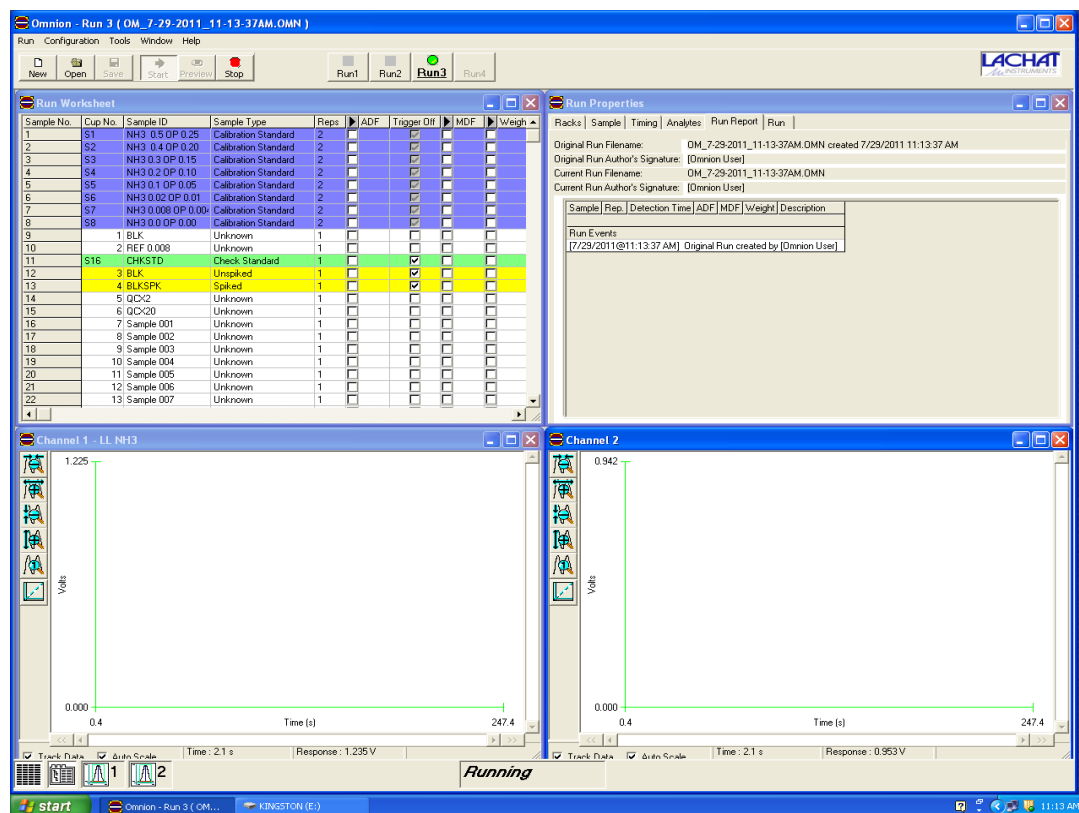 Omnion - Run 3 ( OM_7-29-2011_11-13-37AM.OMN )
Run Configuration Tools Window Help
New Open Save Start Preview Stop Run1 Run2 Run3 Run4
LACHAT
INSTRUMENTS
Run Worksheet
Sample No. Cup No. Sample ID Sample Type Reps ADF Trigger Off MDF Weigh
1 S1 NH3 0.5 OP 0.25 Calibration Standard 2
2 S2 NH3 0.4 OP 0.20 Calibration Standard 2
3 S3 NH3 0.3 OP 0.15 Calibration Standard 2
4 S4 NH3 0.2 OP 0.10 Calibration Standard 2
5 S5 NH3 0.1 OP 0.05 Calibration Standard 2
6 S6 NH3 0.02 OP 0.01 Calibration Standard 2
7 S7 NH3 0.008 OP 0.00 Calibration Standard 2
8 S8 NH3 0.0 OP 0.00 Calibration Standard 2
9 1 BLK Unknown 1
10 2 REF 0.008 Unknown 1
11 S16 CHKSTD Check Standard 1
12 3 BLK Unspiked 1
13 4 BLKSPK Spiked 1
14 5 QCX2 Unknown 1
15 6 QCX20 Unknown 1
16 7 Sample 001 Unknown 1
17 8 Sample 002 Unknown 1
18 9 Sample 003 Unknown 1
19 10 Sample 004 Unknown 1
20 11 Sample 005 Unknown 1
21 12 Sample 006 Unknown 1
22 13 Sample 007 Unknown 1
Run Properties
Racks Sample Timing Analytes Run Report Run
Original Run Filename: OM_7-29-2011_11-13-37AM.OMN created 7/29/2011 11:13:37 AM
Original Run Author's Signature: [Omnion User]
Current Run Filename: OM_7-29-2011_11-13-37AM.OMN
Current Run Author's Signature: [Omnion User]
Sample Rep. Detection Time ADF MDF Weight Description
Run Events
[7/29/2011@11:13:37 AM] Original Run created by [Omnion User]
Channel 1 - LL NH3
1.225
Volts
0.000
0.4 Time (s) 247.4
<< >>
Track Data Auto Scale Time : 2.1 s Response : 1.235 V
Channel 2
0.942
Volts
0.000
0.4 Time (s) 247.4
<< >>
Track Data Auto Scale Time : 2.1 s Response : 0.953 V
1 2 Running
start Omnion - Run 3 ( OM... KINGSTON (E:) 11:13 AM